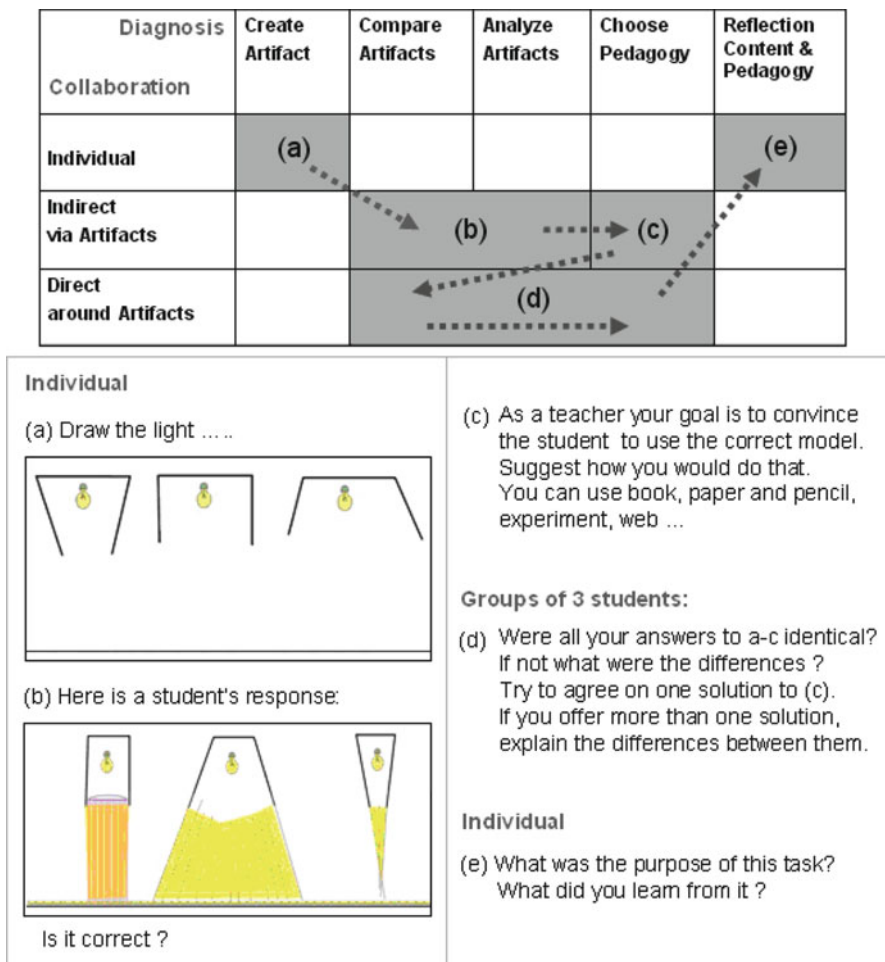 Diagnosis
Collaboration
Create
Artifact
Compare
Artifacts
Analyze
Artifacts
Choose
Pedagogy
Reflection
Content &
Pedagogy
Individual
(a)
(e)
Indirect
via Artifacts
(b)
(c)
Direct
around Artifacts
(d)
Individual
(a) Draw the light .....
(b) Here is a student's response:
Is it correct ?
(c) As a teacher your goal is to convince
the student to use the correct model.
Suggest how you would do that.
You can use book, paper and pencil,
experiment, web ...
Groups of 3 students:
(d) Were all your answers to a-c identical?
If not what were the differences ?
Try to agree on one solution to (c).
If you offer more than one solution,
explain the differences between them.
Individual
(e) What was the purpose of this task?
What did you learn from it ?